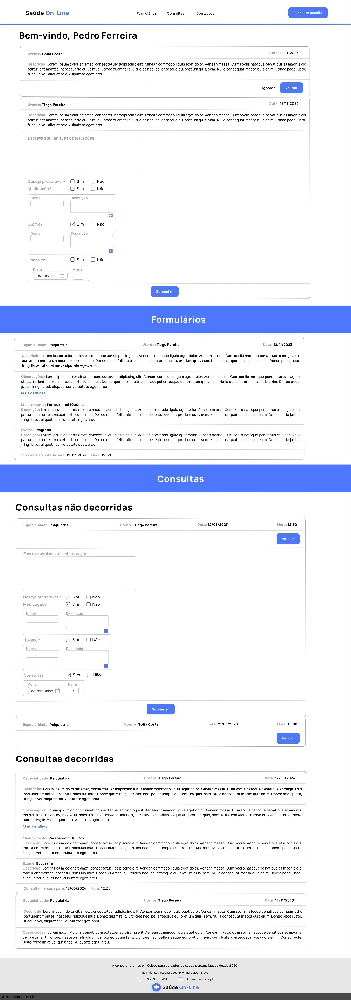 Saúde On-Line
Formulários Consultas Contactos
Terminar sessão
Bem-vindo, Pedro Ferreira
Utente: Sofia Costa Data: 12/11/2023
Descrição: Lorem ipsum dolor sit amet, consectetuer adipiscing elit. Aenean commodo ligula eget dolor. Aenean massa. Cum sociis natoque penatibus et magnis dis
parturient montes, nascetur ridiculus mus. Donec quam felis, ultricies nec, pellentesque eu, pretium quis, sem. Nulla consequat massa quis enim. Donec pede justo,
fringilla vel, aliquet nec, vulputate eget, arcu.
Ignorar Validar
Utente: Tiago Pereira Data: 12/11/2023
Descrição: Lorem ipsum dolor sit amet, consectetuer adipiscing elit. Aenean commodo ligula eget dolor. Aenean massa. Cum sociis natoque penatibus et magnis dis
parturient montes, nascetur ridiculus mus. Donec quam felis, ultricies nec, pellentesque eu, pretium quis, sem. Nulla consequat massa quis enim. Donec pede justo,
fringilla vel, aliquet nec, vulputate eget, arcu.
Escreva aqui as suas observações
Deseja prescrever? Sim Não
Medicação? Sim Não
Nome Descrição
Exame? Sim Não
Nome Descrição
Consulta? Sim Não
Data Hora
dd/mm/aaaa --:--
Submeter
Formulários
Especialidade: Psiquiatria Utente: Tiago Pereira Data: 12/11/2023
Descrição: Lorem ipsum dolor sit amet, consectetuer adipiscing elit. Aenean commodo ligula eget dolor. Aenean massa. Cum sociis natoque penatibus et magnis dis
parturient montes, nascetur ridiculus mus. Donec quam felis, ultricies nec, pellentesque eu, pretium quis, sem. Nulla consequat massa quis enim. Donec pede justo,
fringilla vel, aliquet nec, vulputate eget, arcu.
Observações: Lorem ipsum dolor sit amet, consectetuer adipiscing elit. Aenean commodo ligula eget dolor. Aenean massa. Cum sociis natoque penatibus et magnis
dis parturient montes, nascetur ridiculus mus. Donec quam felis, ultricies nec, pellentesque eu, pretium quis, sem. Nulla consequat massa quis enim. Donec pede
justo, fringilla vel, aliquet nec, vulputate eget, arcu.
Mais detalhes
Medicamento: Paracetamol 1000mg
Descrição: Lorem ipsum dolor sit amet, consectetuer adipiscing elit. Aenean commodo ligula eget dolor. Aenean massa. Cum sociis natoque penatibus et magnis dis
parturient montes, nascetur ridiculus mus. Donec quam felis, ultricies nec, pellentesque eu, pretium quis, sem. Nulla consequat massa quis enim. Donec pede justo,
fringilla vel, aliquet nec, vulputate eget, arcu.
Exame: Ecografia
Descrição: Lorem ipsum dolor sit amet, consectetuer adipiscing elit. Aenean commodo ligula eget dolor. Aenean massa. Cum sociis natoque penatibus et magnis dis
parturient montes, nascetur ridiculus mus. Donec quam felis, ultricies nec, pellentesque eu, pretium quis, sem. Nulla consequat massa quis enim. Donec pede justo,
fringilla vel, aliquet nec, vulputate eget, arcu.
Consulta solicitada para: 12/03/2024 Hora: 12:30
Consultas
Consultas não decorridas
Especialidade: Psiquiatria Utente: Tiago Pereira Data: 12/03/2023 Hora: 12:30
Validar
Escreva aqui as suas observações
Deseja prescrever? Sim Não
Medicação? Sim Não
Nome Descrição
Exame? Sim Não
Nome Descrição
Consulta? Sim Não
Data Hora
dd/mm/aaaa --:--
Submeter
Especialidade: Psiquiatria Utente: Sofia Costa Data: 21/03/2023 Hora: 15:00
Validar
Consultas decorridas
Especialidade: Psiquiatria Utente: Tiago Pereira Data: 12/03/2024
Descrição: Lorem ipsum dolor sit amet, consectetuer adipiscing elit. Aenean commodo ligula eget dolor. Aenean massa. Cum sociis natoque penatibus et magnis dis
parturient montes, nascetur ridiculus mus. Donec quam felis, ultricies nec, pellentesque eu, pretium quis, sem. Nulla consequat massa quis enim. Donec pede justo,
fringilla vel, aliquet nec, vulputate eget, arcu.
Observações: Lorem ipsum dolor sit amet, consectetuer adipiscing elit. Aenean commodo ligula eget dolor. Aenean massa. Cum sociis natoque penatibus et magnis
dis parturient montes, nascetur ridiculus mus. Donec quam felis, ultricies nec, pellentesque eu, pretium quis, sem. Nulla consequat massa quis enim. Donec pede
justo, fringilla vel, aliquet nec, vulputate eget, arcu.
Mais detalhes
Medicamento: Paracetamol 1000mg
Descrição: Lorem ipsum dolor sit amet, consectetuer adipiscing elit. Aenean commodo ligula eget dolor. Aenean massa. Cum sociis natoque penatibus et magnis dis
parturient montes, nascetur ridiculus mus. Donec quam felis, ultricies nec, pellentesque eu, pretium quis, sem. Nulla consequat massa quis enim. Donec pede justo,
fringilla vel, aliquet nec, vulputate eget, arcu.
Exame: Ecografia
Descrição: Lorem ipsum dolor sit amet, consectetuer adipiscing elit. Aenean commodo ligula eget dolor. Aenean massa. Cum sociis natoque penatibus et magnis dis
parturient montes, nascetur ridiculus mus. Donec quam felis, ultricies nec, pellentesque eu, pretium quis, sem. Nulla consequat massa quis enim. Donec pede justo,
fringilla vel, aliquet nec, vulputate eget, arcu.
Consulta marcada para: 12/05/2024 Hora: 12:30
Especialidade: Psiquiatria Utente: Tiago Pereira Data: 12/11/2023
Descrição: Lorem ipsum dolor sit amet, consectetuer adipiscing elit. Aenean commodo ligula eget dolor. Aenean massa. Cum sociis natoque penatibus et magnis dis
parturient montes, nascetur ridiculus mus. Donec quam felis, ultricies nec, pellentesque eu, pretium quis, sem. Nulla consequat massa quis enim. Donec pede justo,
fringilla vel, aliquet nec, vulputate eget, arcu.
Observações: Lorem ipsum dolor sit amet, consectetuer adipiscing elit. Aenean commodo ligula eget dolor. Aenean massa. Cum sociis natoque penatibus et magnis
dis parturient montes, nascetur ridiculus mus. Donec quam felis, ultricies nec, pellentesque eu, pretium quis, sem. Nulla consequat massa quis enim. Donec pede
justo, fringilla vel, aliquet nec, vulputate eget, arcu.
A conectar utentes e médicos para cuidados de saúde personalizados desde 2020.
Rua Afonso Albuquerque, Nº 9 · Barcelos · Braga
+351 253 467 451 info@saudeonline.pt
Saúde On-Line
© 2023 Saúde On-Line